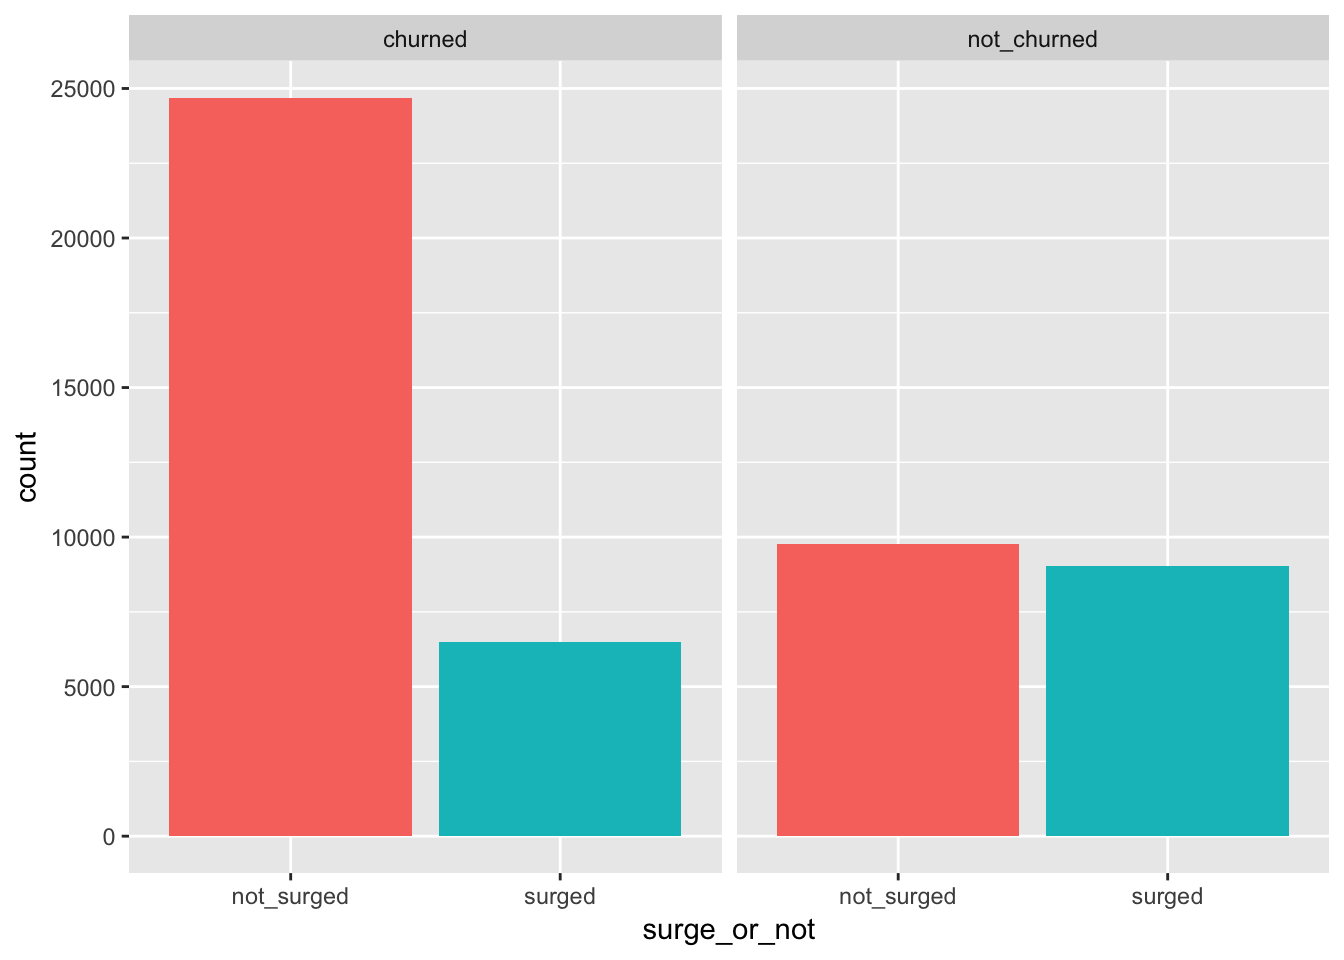 churned
not_churned
25000
20000
15000
10000
5000
0
count
not_surged
surged
not_surged
surged
surge_or_not